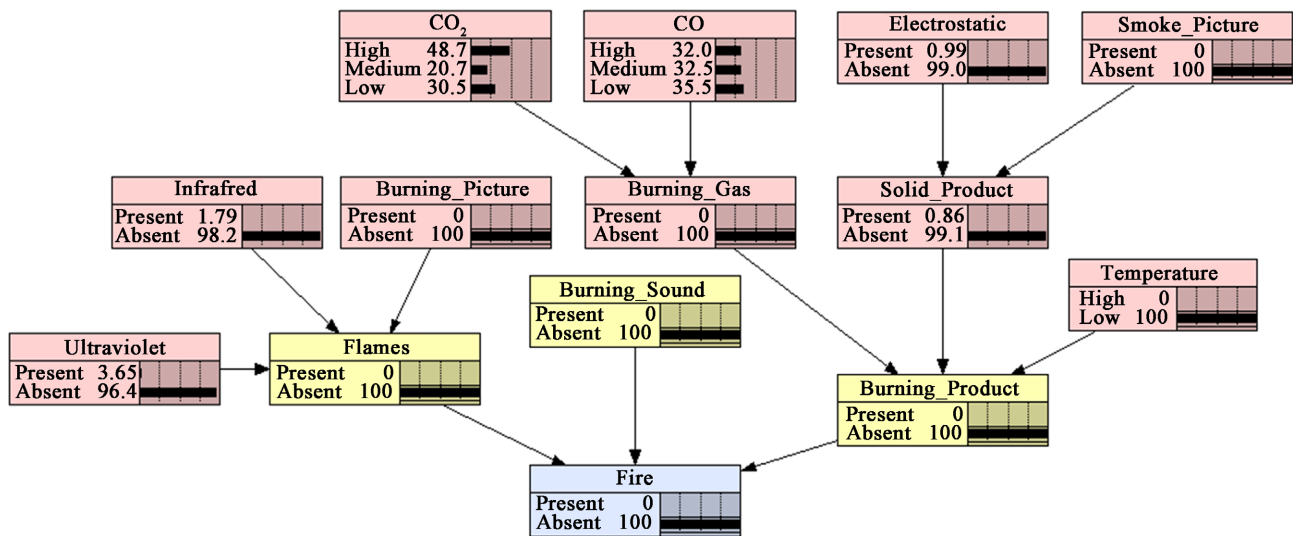 CO₂
High 48.7
Medium 20.7
Low 30.5
CO
High 32.0
Medium 32.5
Low 35.5
Electrostatic
Present 0.99
Absent 99.0
Smoke_Picture
Present 0
Absent 100
Infrafred
Present 1.79
Absent 98.2
Burning_Picture
Present 0
Absent 100
Burning_Gas
Present 0
Absent 100
Solid_Product
Present 0.86
Absent 99.1
Temperature
High 0
Low 100
Burning_Sound
Present 0
Absent 100
Ultraviolet
Present 3.65
Absent 96.4
Flames
Present 0
Absent 100
Burning_Product
Present 0
Absent 100
Fire
Present 0
Absent 100